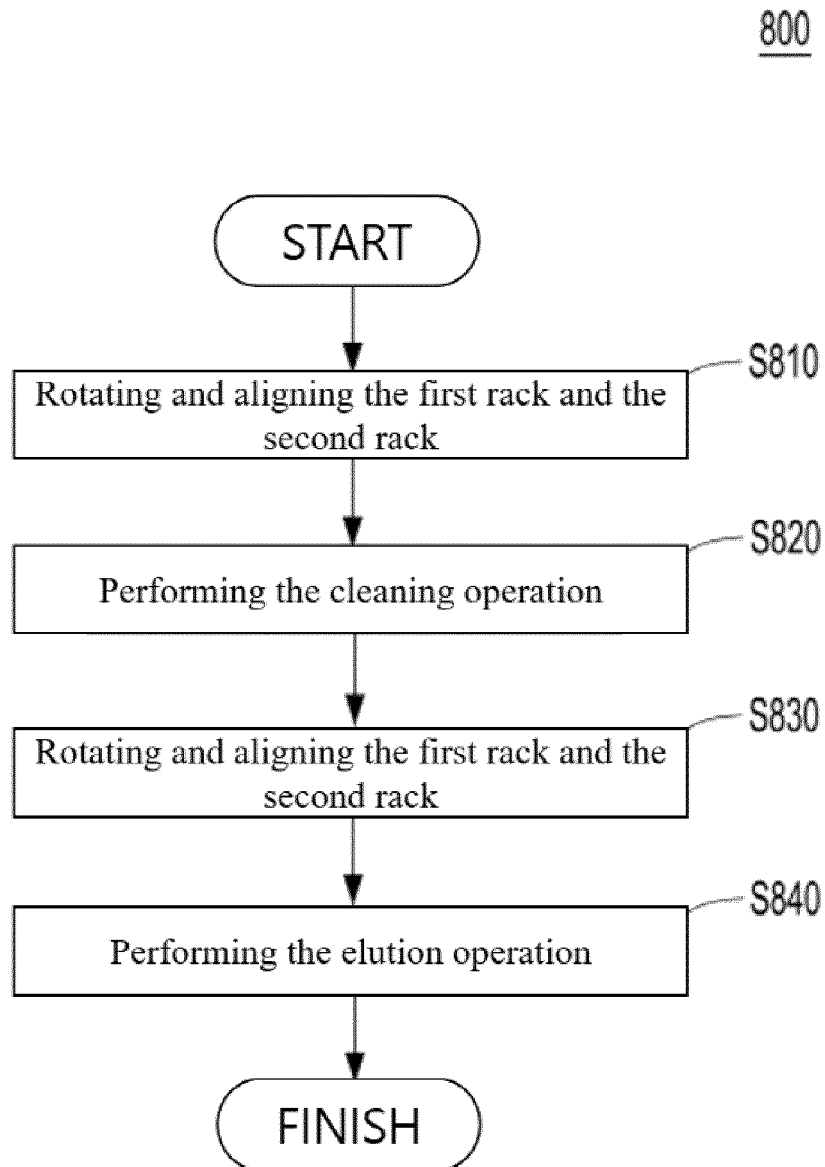 800
START
S810
Rotating and aligning the first rack and the
second rack
S820
Performing the cleaning operation
S830
Rotating and aligning the first rack and the
second rack
S840
Performing the elution operation
FINISH